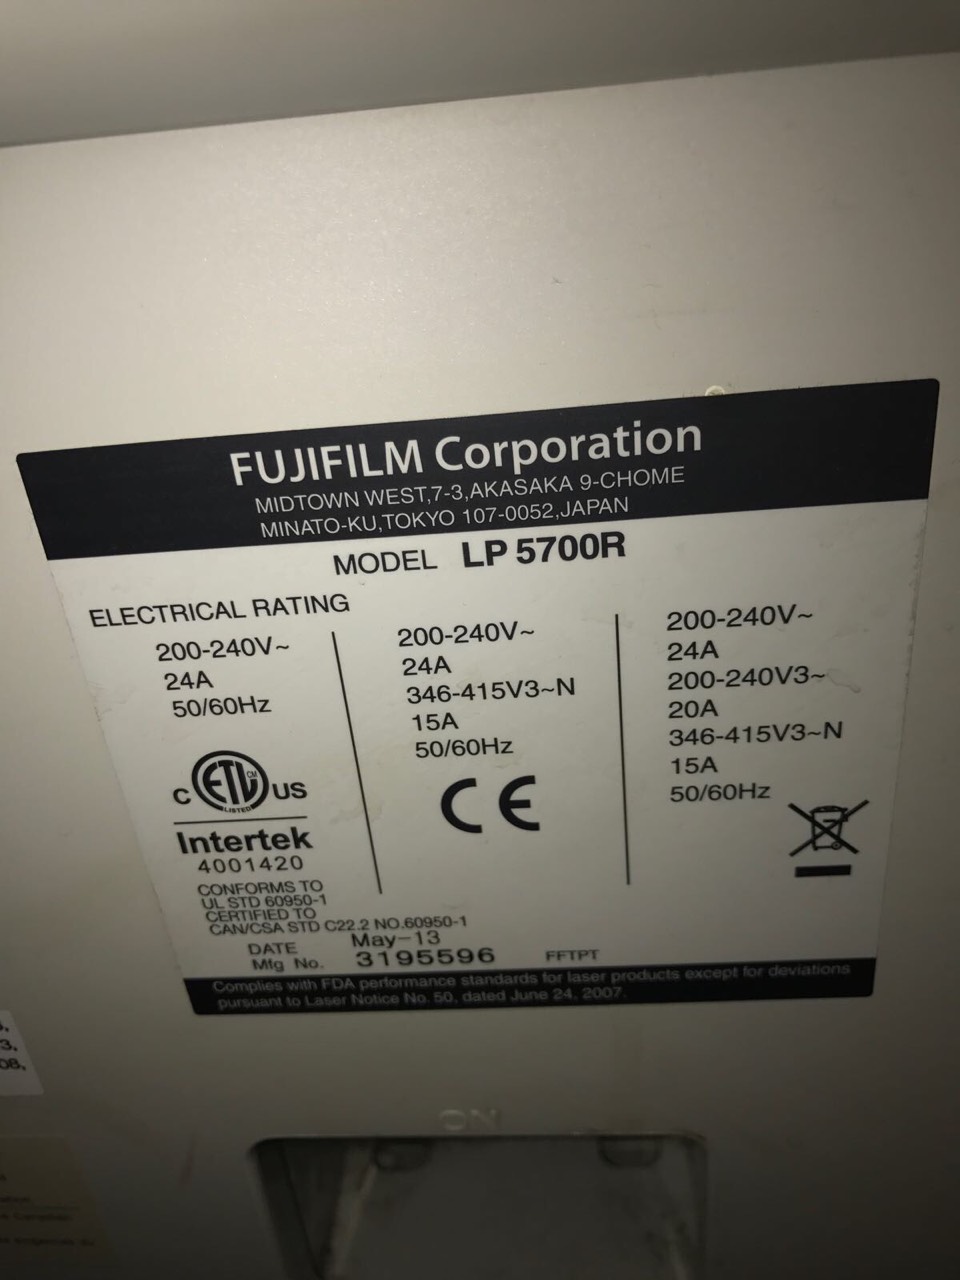 FUJIFILM Corporation
MIDTOWN WEST,7-3,AKASAKA 9-CHOME
MINATO-KU,TOKYO 107-0052,JAPAN
MODEL LP 5700R
ELECTRICAL RATING
200-240V~
24A
50/60Hz
C ETL CM US
LISTED
Intertek
4001420
CONFORMS TO
UL STD 60950-1
CERTIFIED TO
CAN/CSA STD C22.2 NO.60950-1
200-240V~
24A
346-415V3~N
15A
50/60Hz
CE
200-240V~
24A
200-240V3~
20A
346-415V3~N
15A
50/60Hz
DATE May-13
Mfg No. 3195596 FFTPT
Complies with FDA performance standards for laser products except for deviations
pursuant to Laser Notice No. 50, dated June 24, 2007.
3.
08,
ON